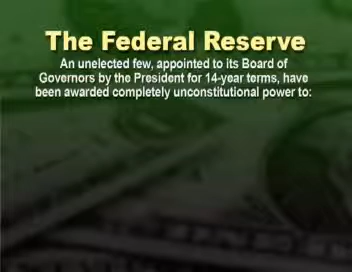 The Federal Reserve
An unelected few, appointed to its Board of
Governors by the President for 14-year terms, have
been awarded completely unconstitutional power to: